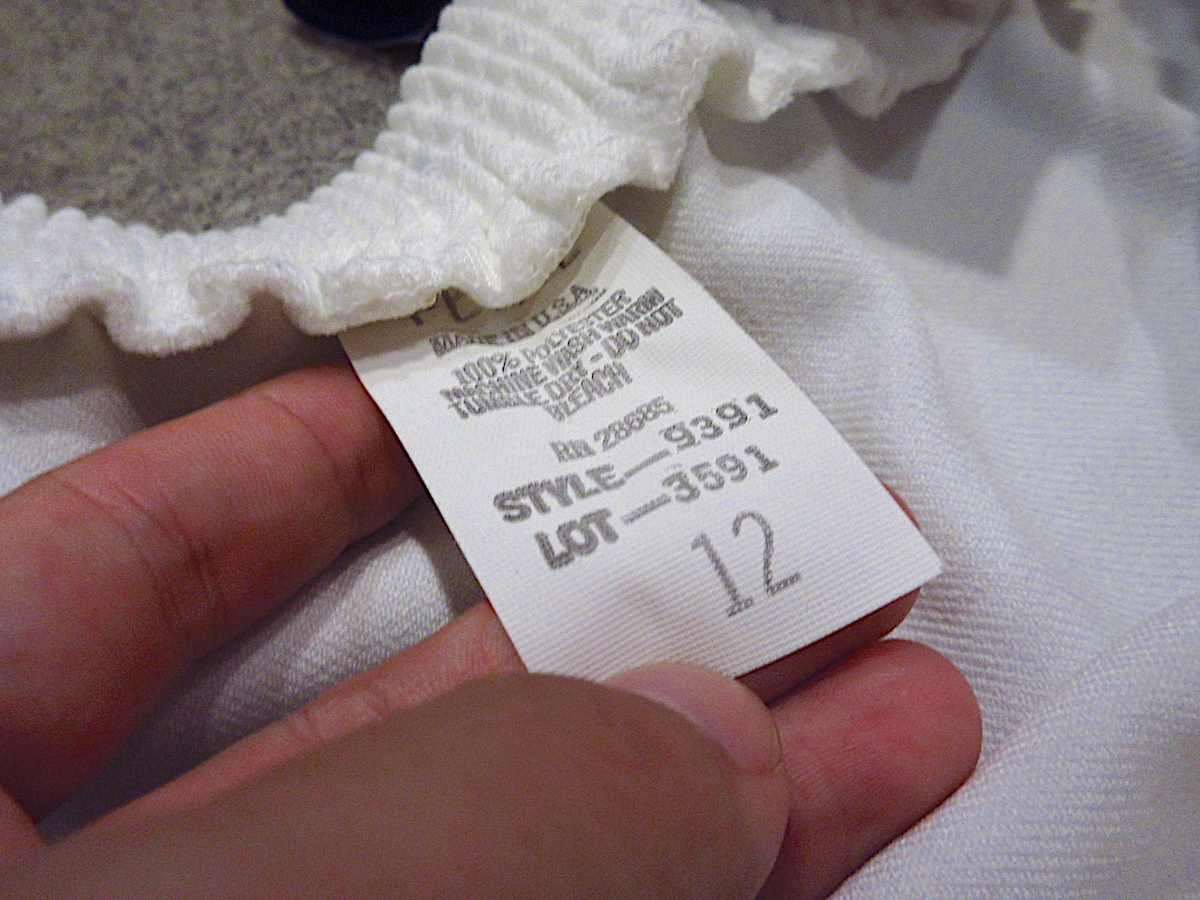 MADE IN U.S.A.
100% POLYESTER
MACHINE WASH WARM
TUMBLE DRY - DO NOT
BLEACH
RN 28685
STYLE—9391
LOT—3591
12